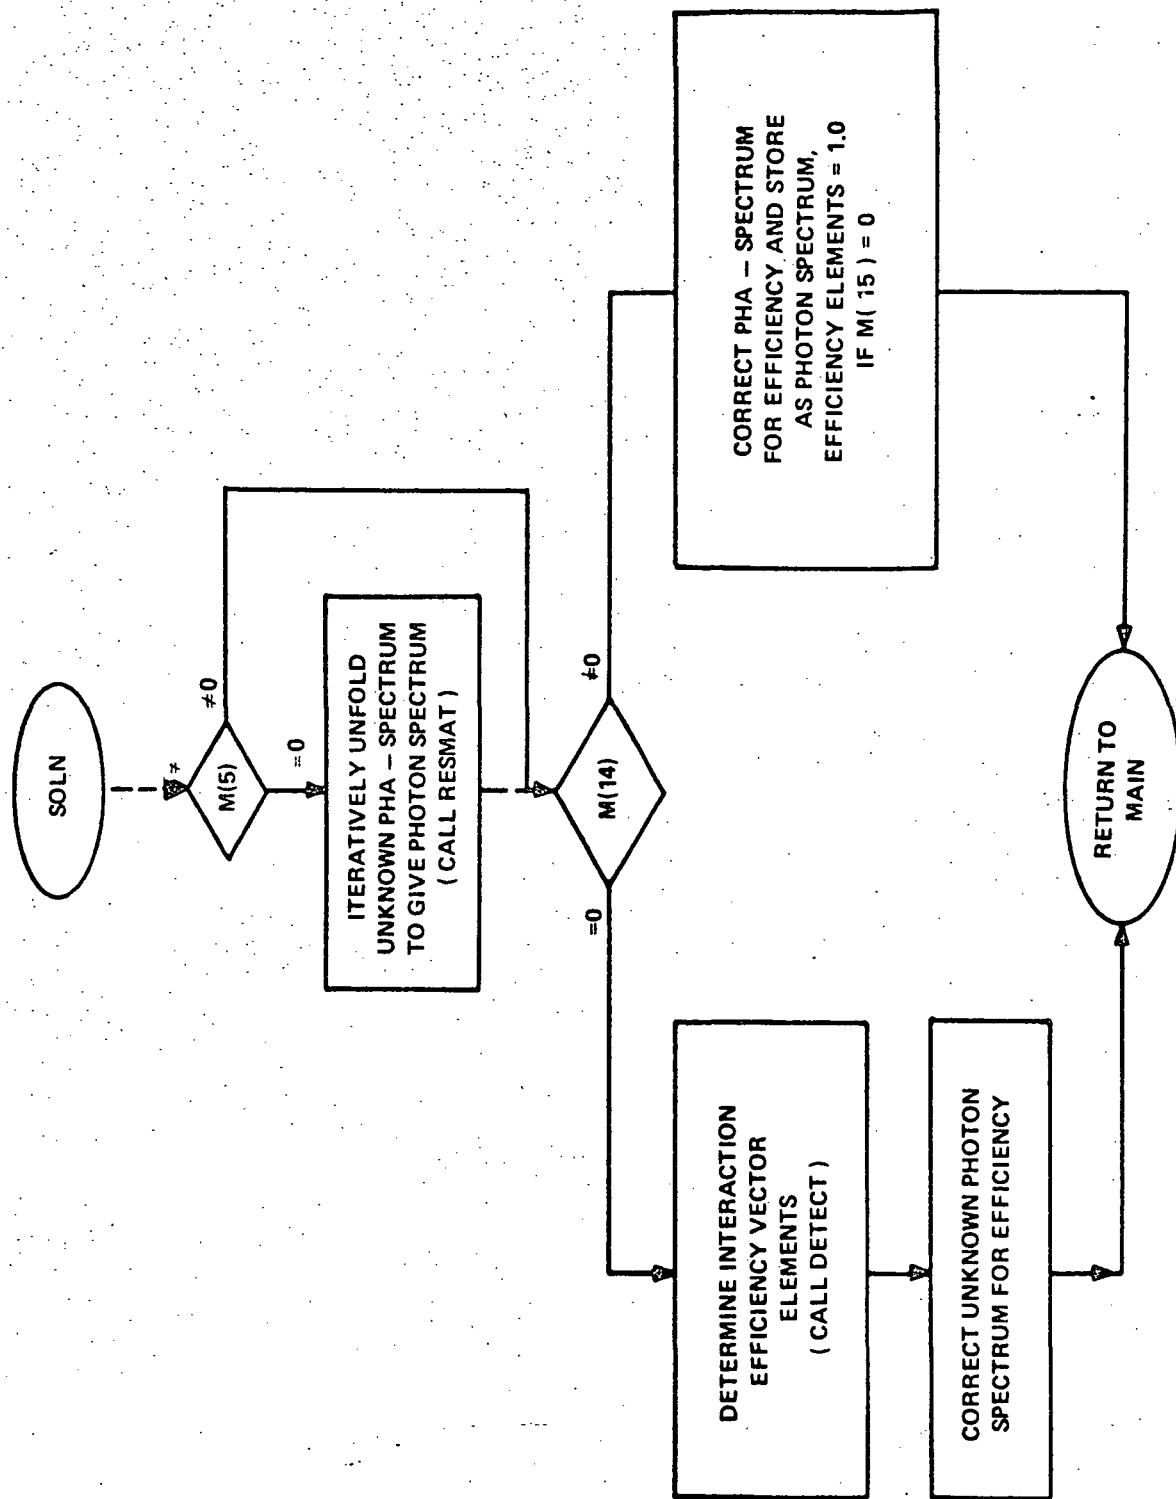 SOLN
≠
M(5)
≠0
=0
ITERATIVELY UNFOLD
UNKNOWN PHA – SPECTRUM
TO GIVE PHOTON SPECTRUM
( CALL RESMAT )
M(14)
=0
≠0
DETERMINE INTERACTION
EFFICIENCY VECTOR
ELEMENTS
( CALL DETECT )
CORRECT UNKNOWN PHOTON
SPECTRUM FOR EFFICIENCY
CORRECT PHA – SPECTRUM
FOR EFFICIENCY AND STORE
AS PHOTON SPECTRUM,
EFFICIENCY ELEMENTS = 1.0
IF M( 15 ) = 0
RETURN TO
MAIN